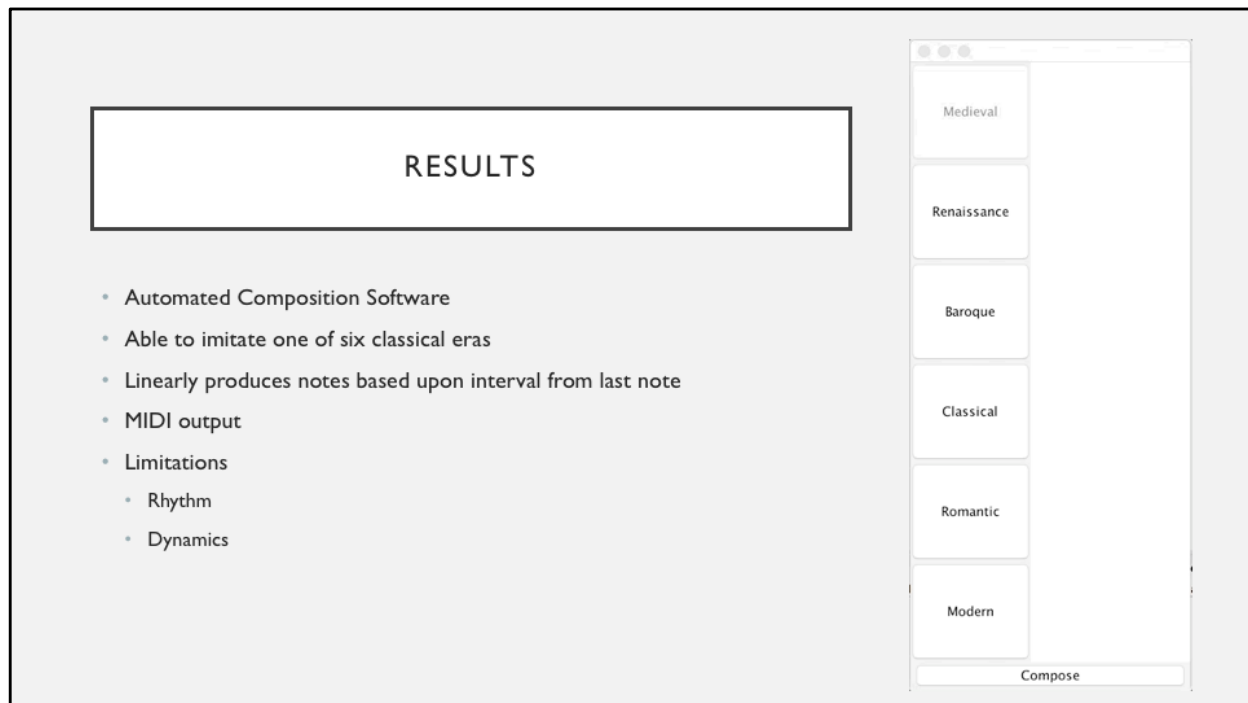 RESULTS
• Automated Composition Software
• Able to imitate one of six classical eras
• Linearly produces notes based upon interval from last note
• MIDI output
• Limitations
• Rhythm
• Dynamics
Medieval
Renaissance
Baroque
Classical
Romantic
Modern
Compose